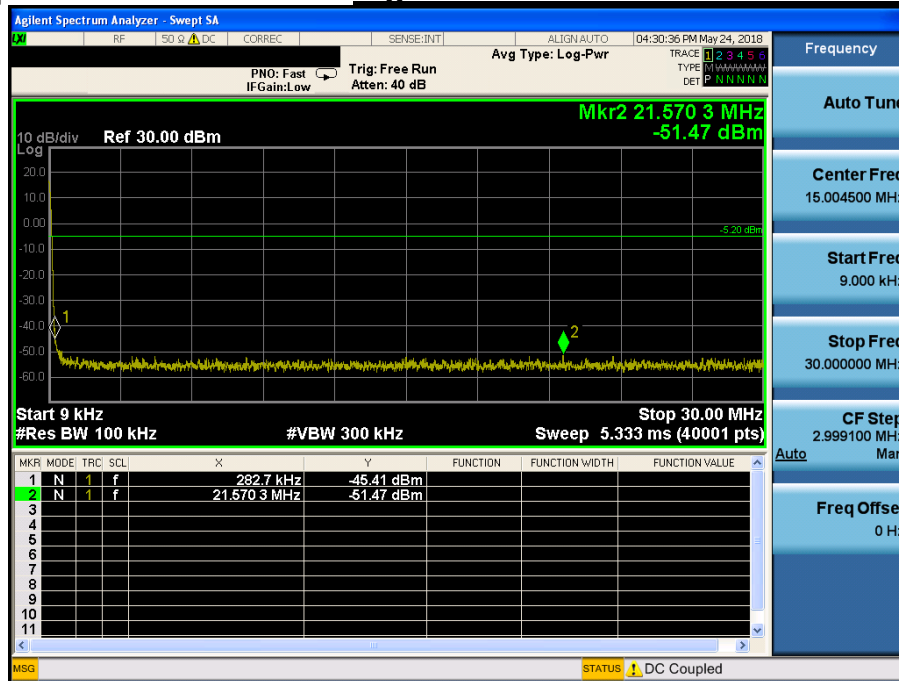 Agilent Spectrum Analyzer - Swept SA
LXI RF 50 Ω DC CORREC SENSE:INT ALIGN AUTO 04:30:36 PM May 24, 2018
Frequency
Avg Type: Log-Pwr
TRACE 1 2 3 4 5 6
PNO: Fast Trig: Free Run
TYPE M WWWWW
IFGain:Low Atten: 40 dB
DET P N N N N N
Auto Tune
Mkr2 21.570 3 MHz
10 dB/div Ref 30.00 dBm -51.47 dBm
Log
20.0
10.0
0.00
-5.20 dBm
-10.0
-20.0
-30.0
-40.0
-50.0
-60.0
1
2
Center Freq
15.004500 MHz
Start Freq
9.000 kHz
Stop Freq
30.000000 MHz
Start 9 kHz Stop 30.00 MHz
#Res BW 100 kHz #VBW 300 kHz Sweep 5.333 ms (40001 pts)
CF Step
2.999100 MHz
Auto Man
MKR MODE TRC SCL X Y FUNCTION FUNCTION WIDTH FUNCTION VALUE
1 N 1 f 282.7 kHz -45.41 dBm
2 N 1 f 21.570 3 MHz -51.47 dBm
3
4
5
6
7
8
9
10
11
Freq Offset
0 Hz
MSG STATUS DC Coupled